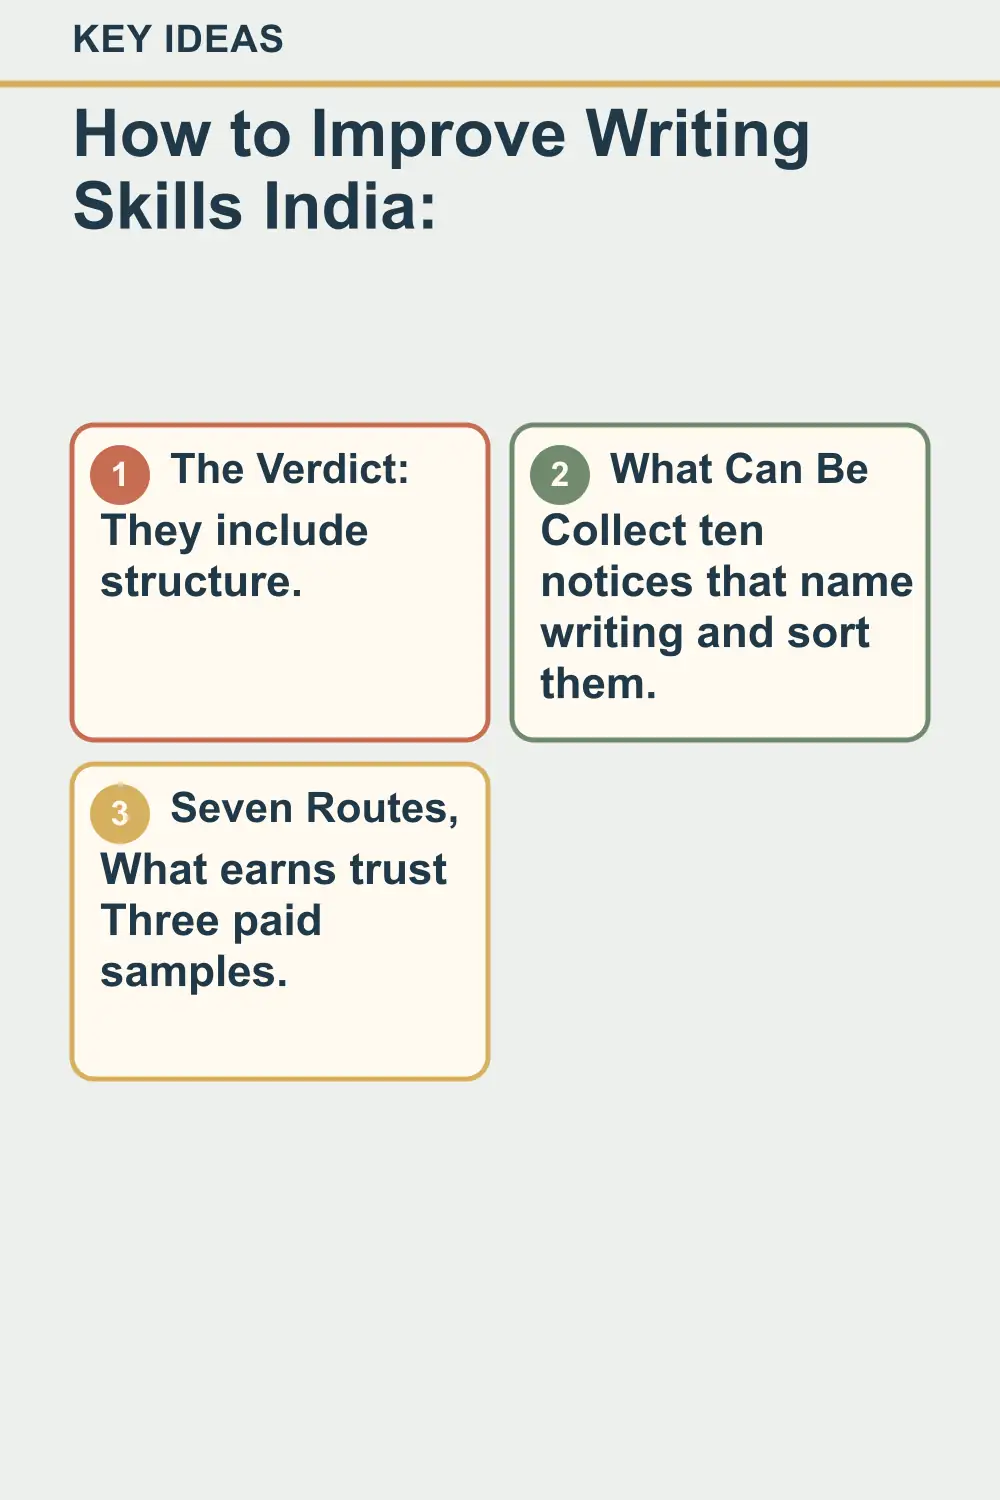 KEY IDEAS
How to Improve Writing
Skills India:
1 The Verdict:
They include
structure.
2 What Can Be
Collect ten
notices that name
writing and sort
them.
3 Seven Routes,
What earns trust
Three paid
samples.